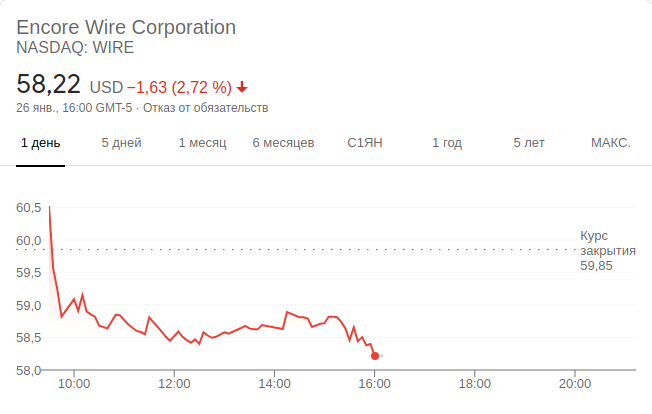 Encore Wire Corporation
NASDAQ: WIRE
58,22 USD −1,63 (2,72 %)
26 янв., 16:00 GMT-5 · Отказ от обязательств
1 день 5 дней 1 месяц 6 месяцев С1ЯН 1 год 5 лет МАКС.
60,5
60,0
59,5
59,0
58,5
58,0
Курс
закрытия
59,85
10:00 12:00 14:00 16:00 18:00 20:00